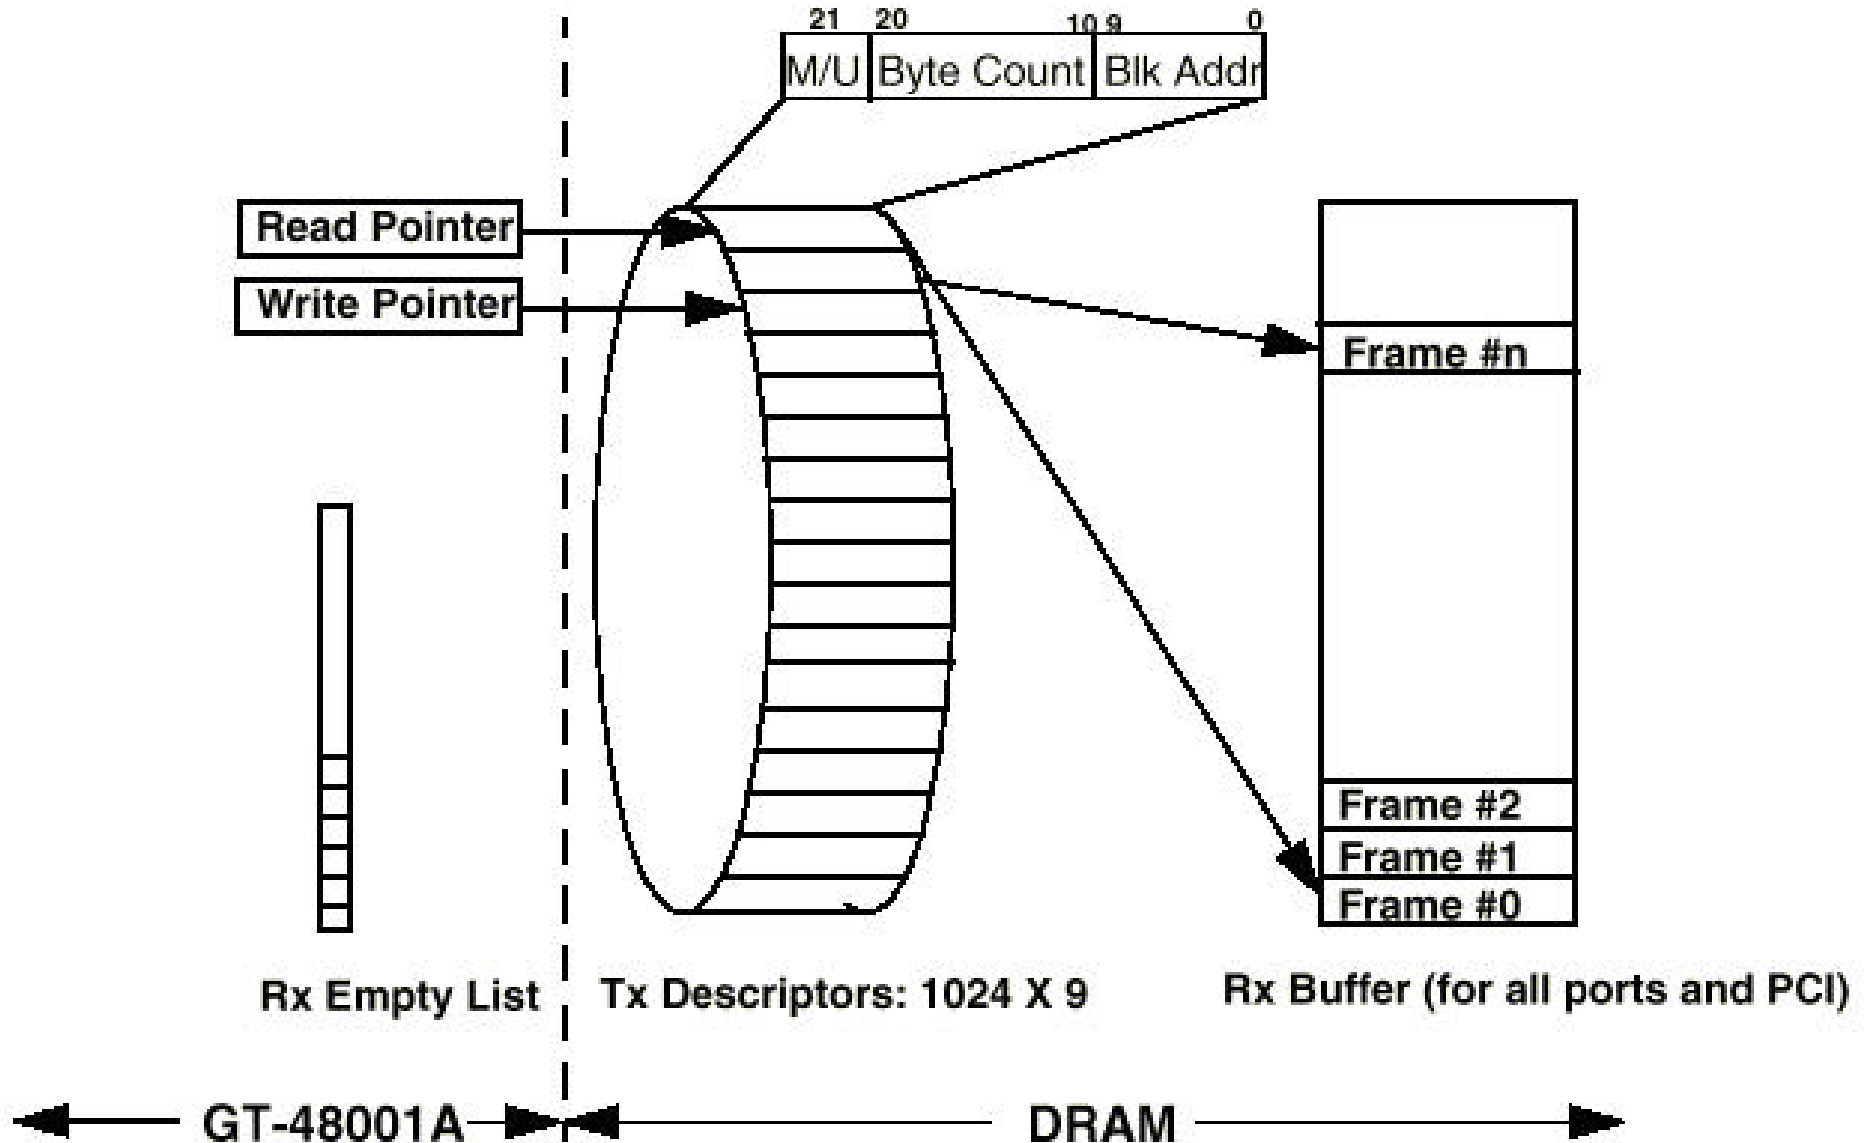 21 20 10 9 0
M/U Byte Count Blk Addr
Read Pointer
Write Pointer
Frame #n
Frame #2
Frame #1
Frame #0
Rx Empty List Tx Descriptors: 1024 X 9 Rx Buffer (for all ports and PCI)
GT-48001A DRAM